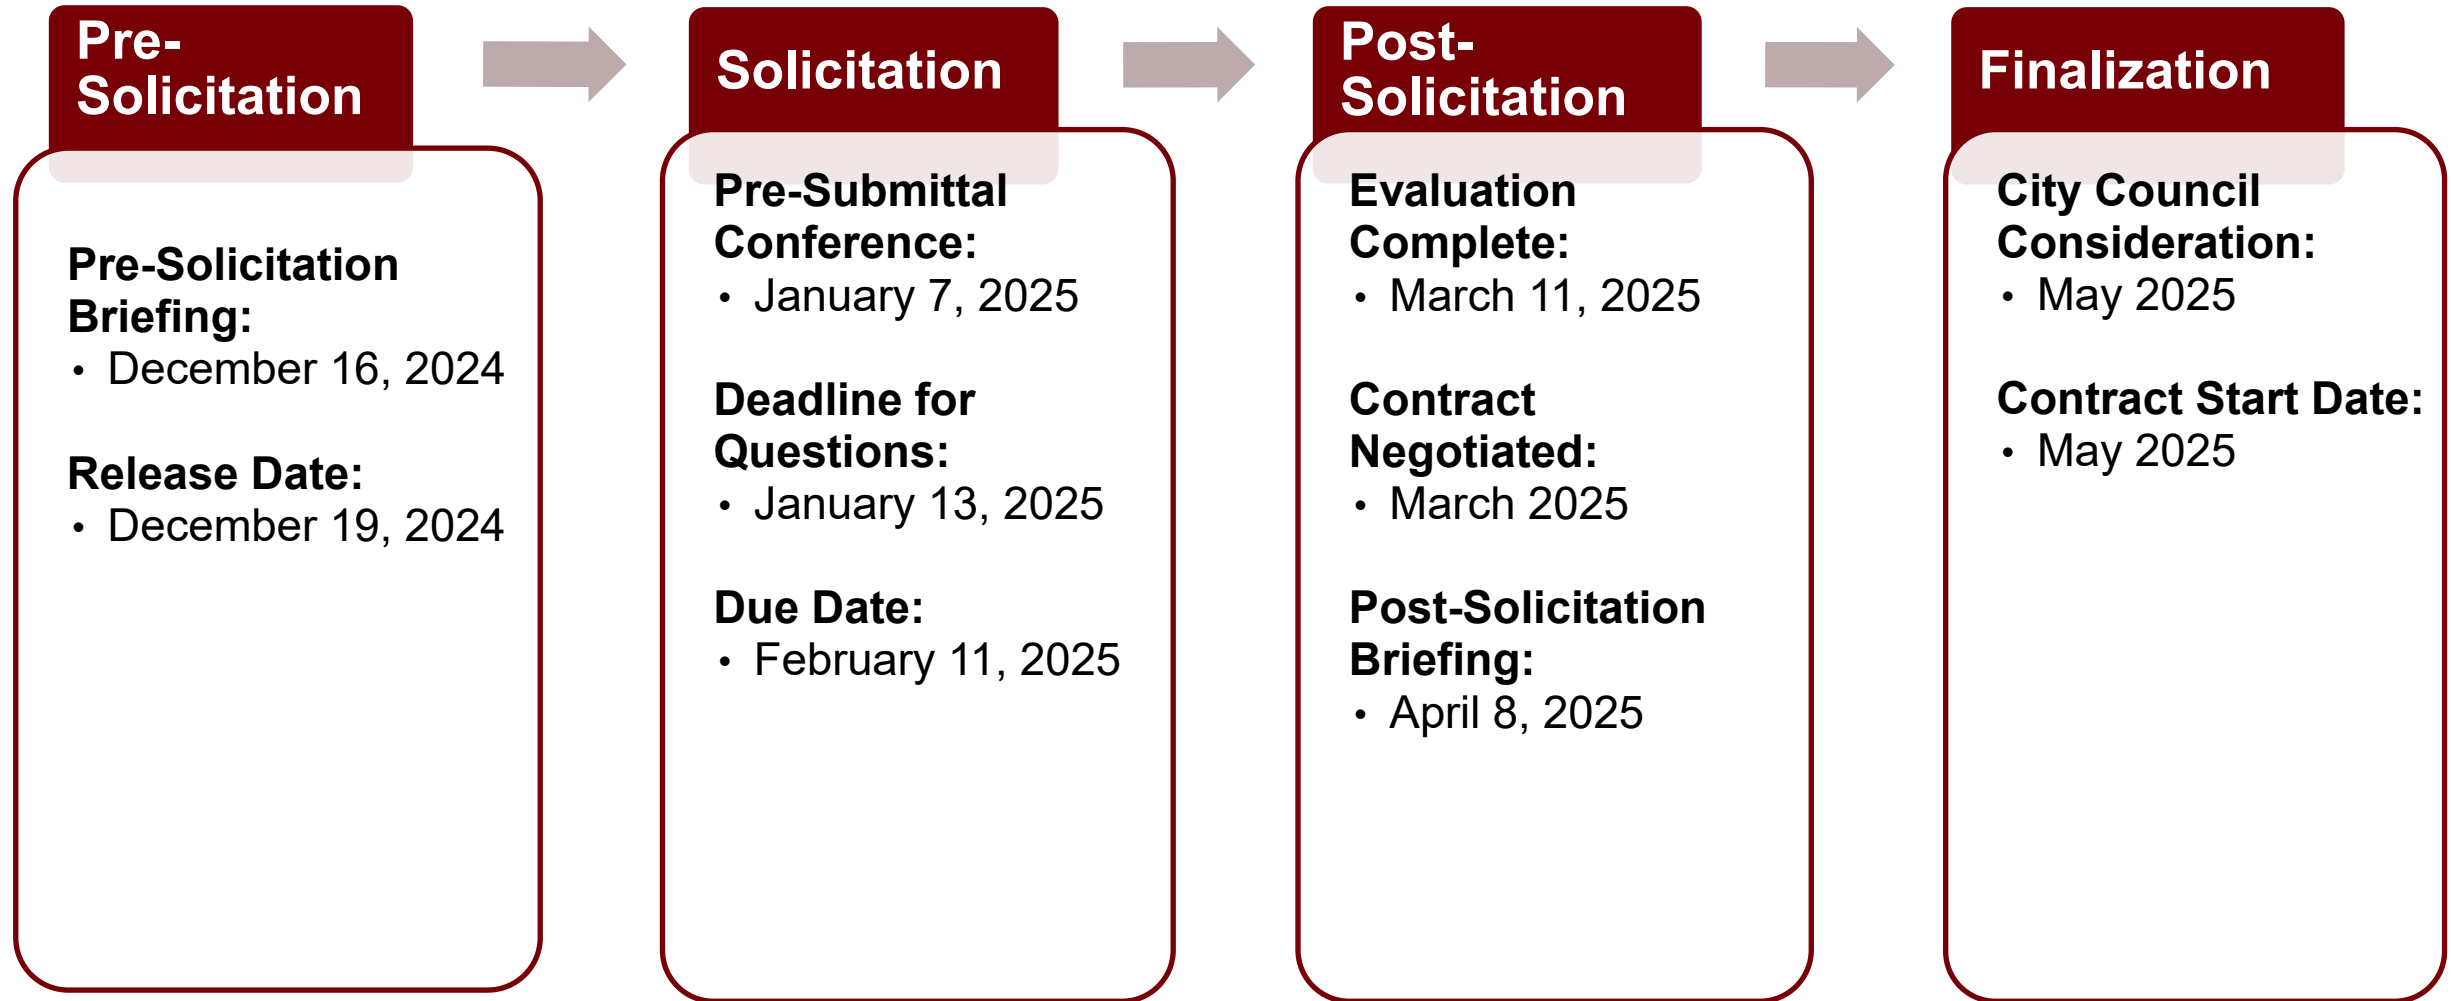 Pre-
Solicitation
Pre-Solicitation
Briefing:
• December 16, 2024
Release Date:
• December 19, 2024
Solicitation
Pre-Submittal
Conference:
• January 7, 2025
Deadline for
Questions:
• January 13, 2025
Due Date:
• February 11, 2025
Post-
Solicitation
Evaluation
Complete:
• March 11, 2025
Contract
Negotiated:
• March 2025
Post-Solicitation
Briefing:
• April 8, 2025
Finalization
City Council
Consideration:
• May 2025
Contract Start Date:
• May 2025